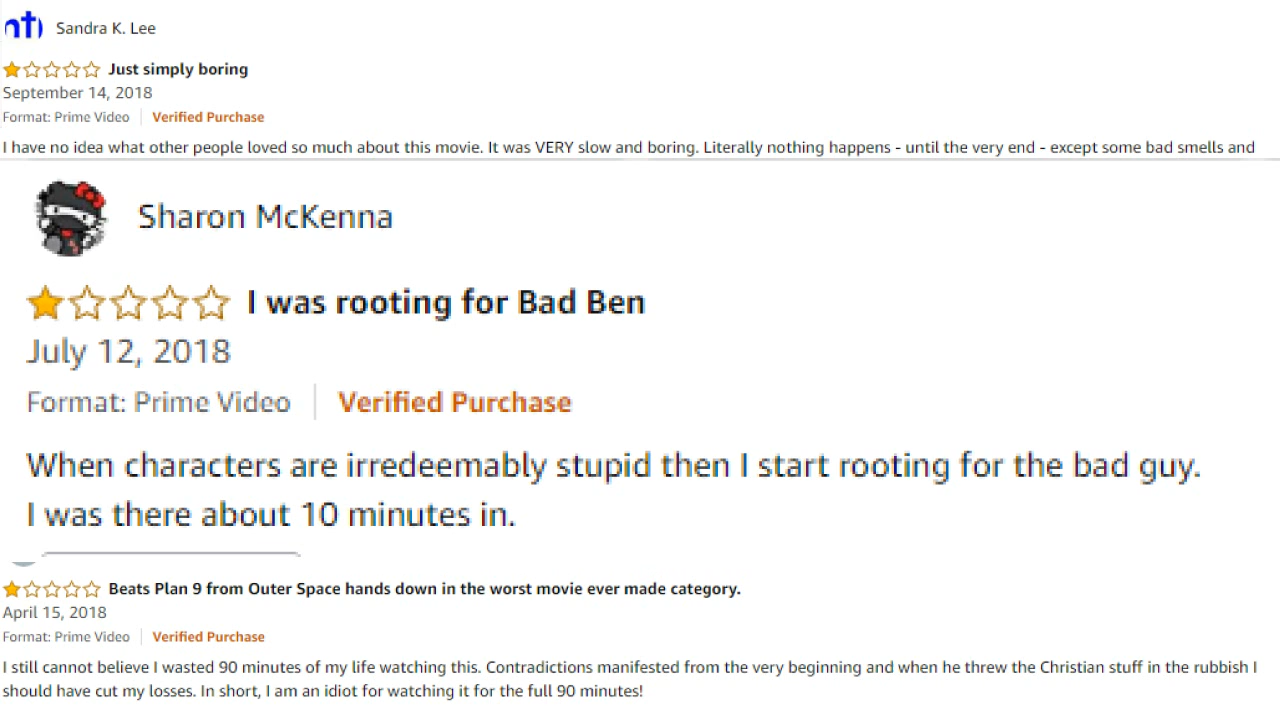 Sandra K. Lee
Just simply boring
September 14, 2018
Format: Prime Video Verified Purchase
I have no idea what other people loved so much about this movie. It was VERY slow and boring. Literally nothing happens - until the very end - except some bad smells and
Sharon McKenna
I was rooting for Bad Ben
July 12, 2018
Format: Prime Video Verified Purchase
When characters are irredeemably stupid then I start rooting for the bad guy.
I was there about 10 minutes in.
Beats Plan 9 from Outer Space hands down in the worst movie ever made category.
April 15, 2018
Format: Prime Video Verified Purchase
I still cannot believe I wasted 90 minutes of my life watching this. Contradictions manifested from the very beginning and when he threw the Christian stuff in the rubbish I
should have cut my losses. In short, I am an idiot for watching it for the full 90 minutes!